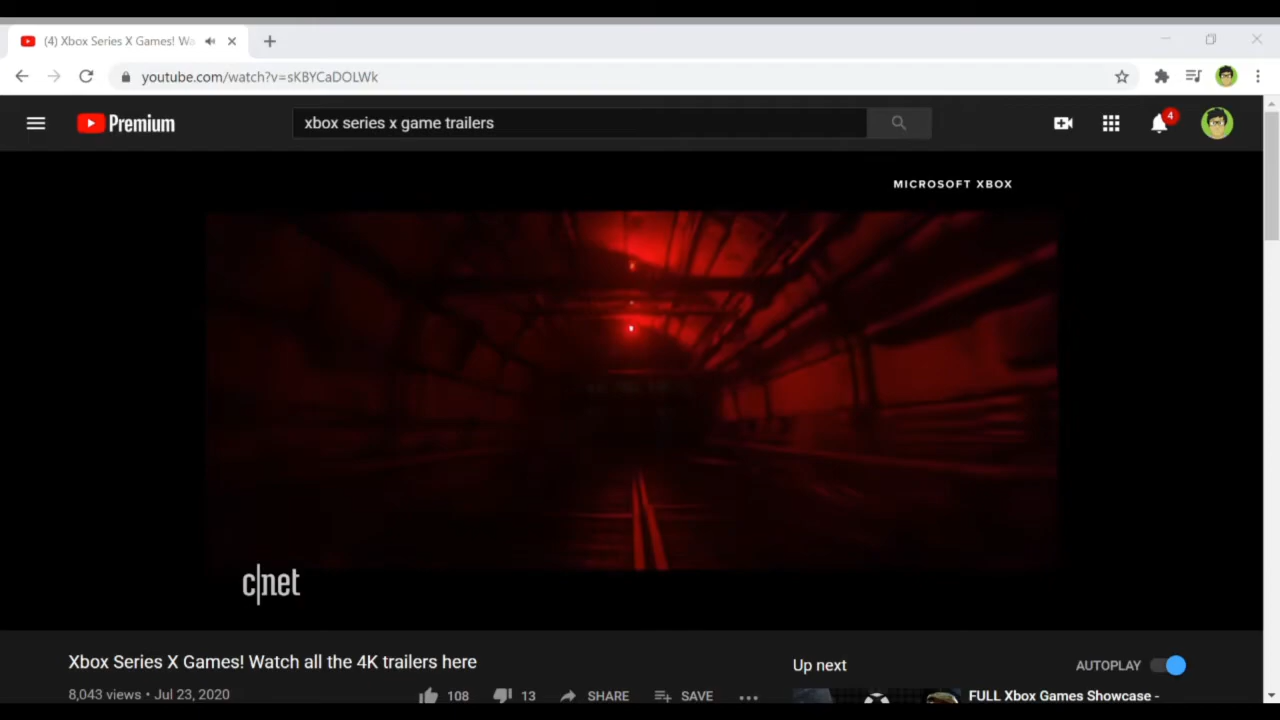 (4) Xbox Series X Games! Wa
youtube.com/watch?v=sKBYCaDOLWk
Premium
xbox series x game trailers
4
MICROSOFT XBOX
c|net
Xbox Series X Games! Watch all the 4K trailers here
8,043 views • Jul 23, 2020
108
13
SHARE
SAVE
Up next
AUTOPLAY
FULL Xbox Games Showcase -